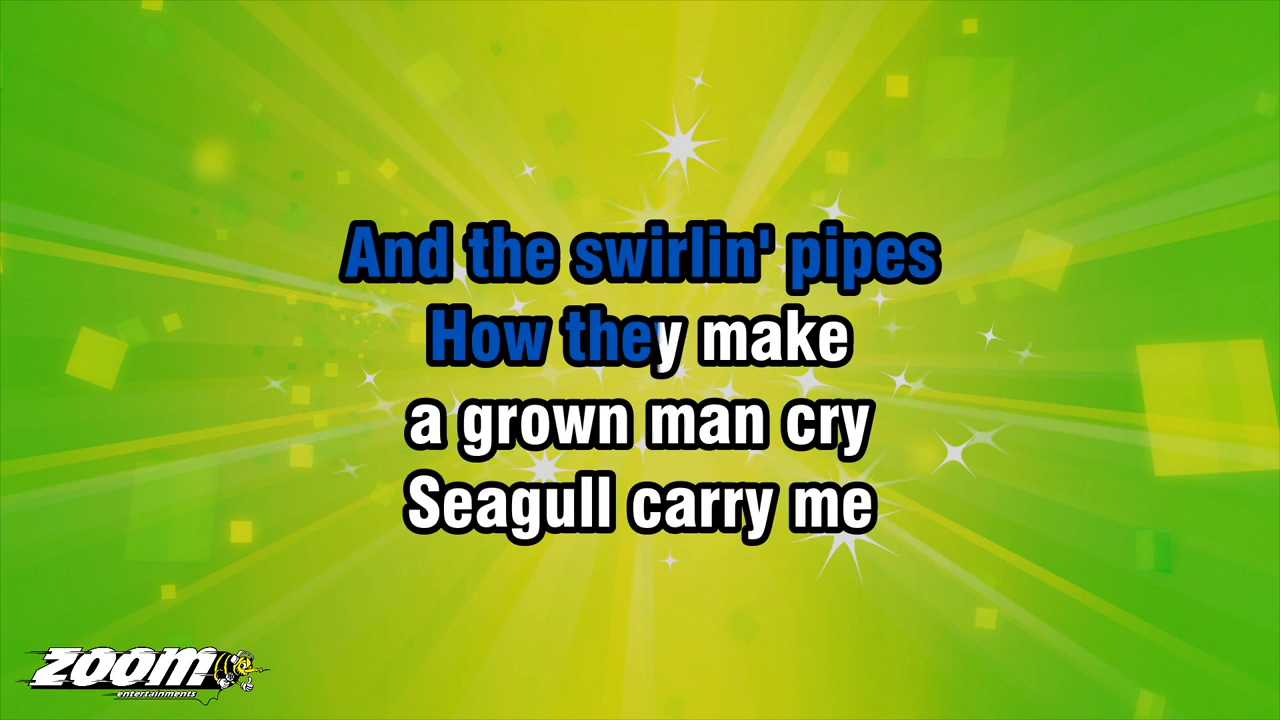 And the swirlin' pipes
How they make
a grown man cry
Seagull carry me
zoom
entertainments